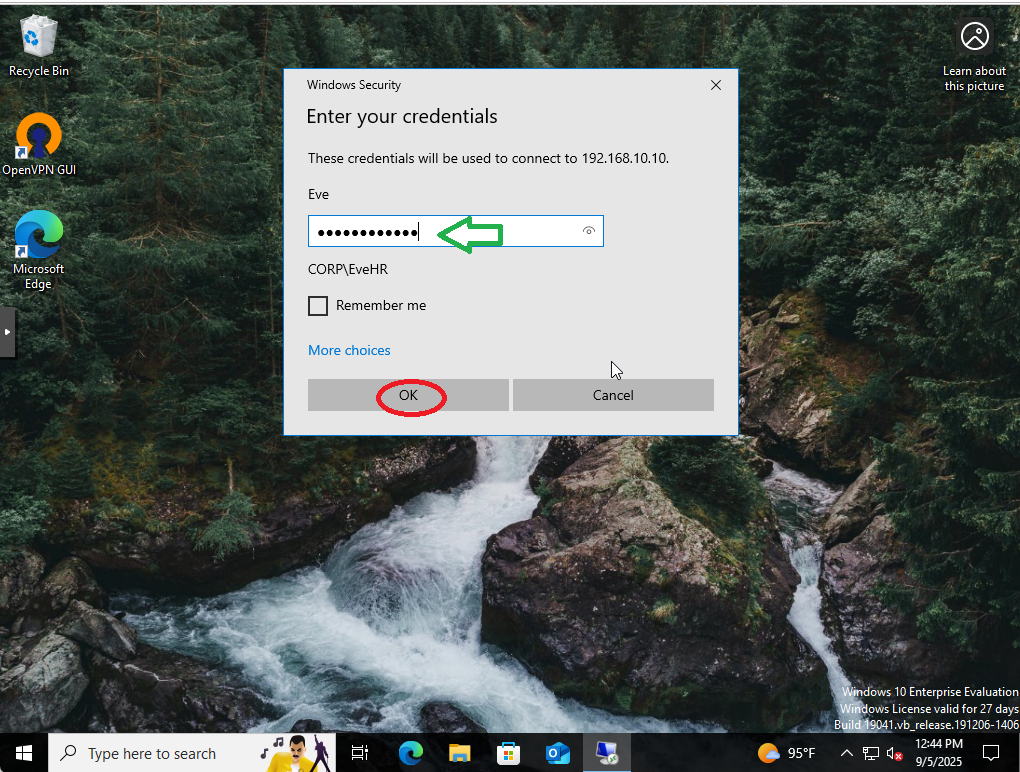 Recycle Bin
OpenVPN GUI
Microsoft
Edge
Learn about
this picture
Windows Security
Enter your credentials
These credentials will be used to connect to 192.168.10.10.
Eve
••••••••••••
CORP\EveHR
Remember me
More choices
OK
Cancel
Windows 10 Enterprise Evaluation
Windows License valid for 27 days
Build 19041.vb_release.191206-1406
Type here to search
95°F
12:44 PM
9/5/2025